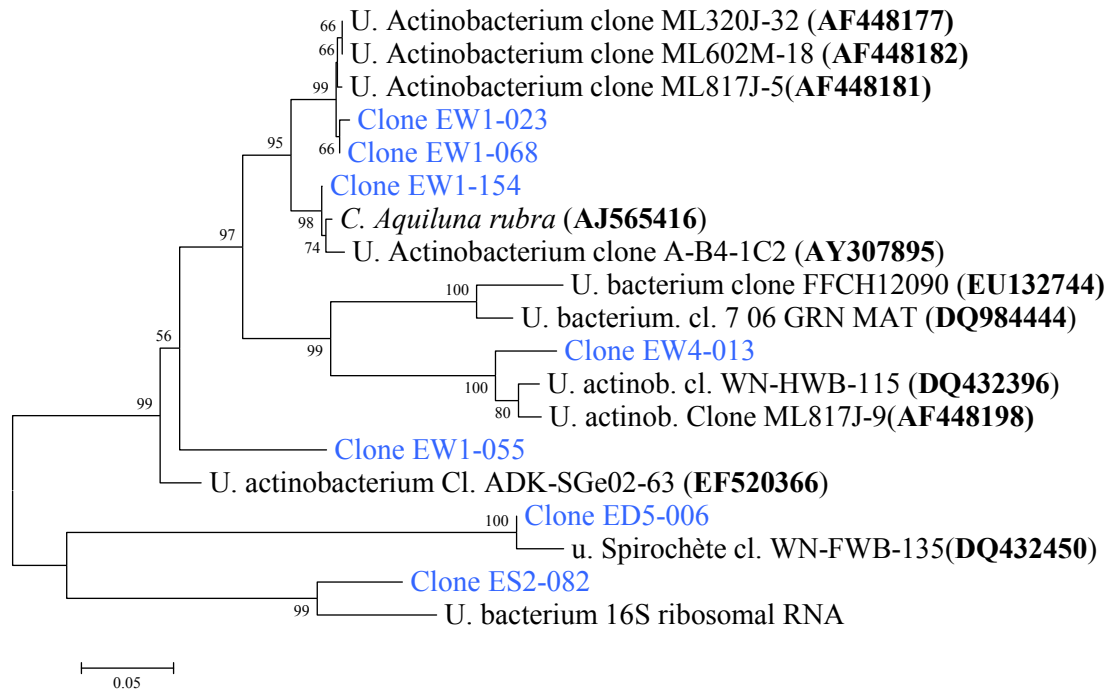 U. Actinobacterium clone ML320J-32 (AF448177)
U. Actinobacterium clone ML602M-18 (AF448182)
U. Actinobacterium clone ML817J-5(AF448181)
Clone EW1-023
Clone EW1-068
Clone EW1-154
C. Aquiluna rubra (AJ565416)
U. Actinobacterium clone A-B4-1C2 (AY307895)
U. bacterium clone FFCH12090 (EU132744)
U. bacterium. cl. 7 06 GRN MAT (DQ984444)
Clone EW4-013
U. actinob. cl. WN-HWB-115 (DQ432396)
U. actinob. Clone ML817J-9(AF448198)
Clone EW1-055
U. actinobacterium Cl. ADK-SGe02-63 (EF520366)
Clone ED5-006
u. Spirochète cl. WN-FWB-135(DQ432450)
Clone ES2-082
U. bacterium 16S ribosomal RNA
66
66
99
66
95
98
74
97
100
99
100
80
56
99
100
99
0.05